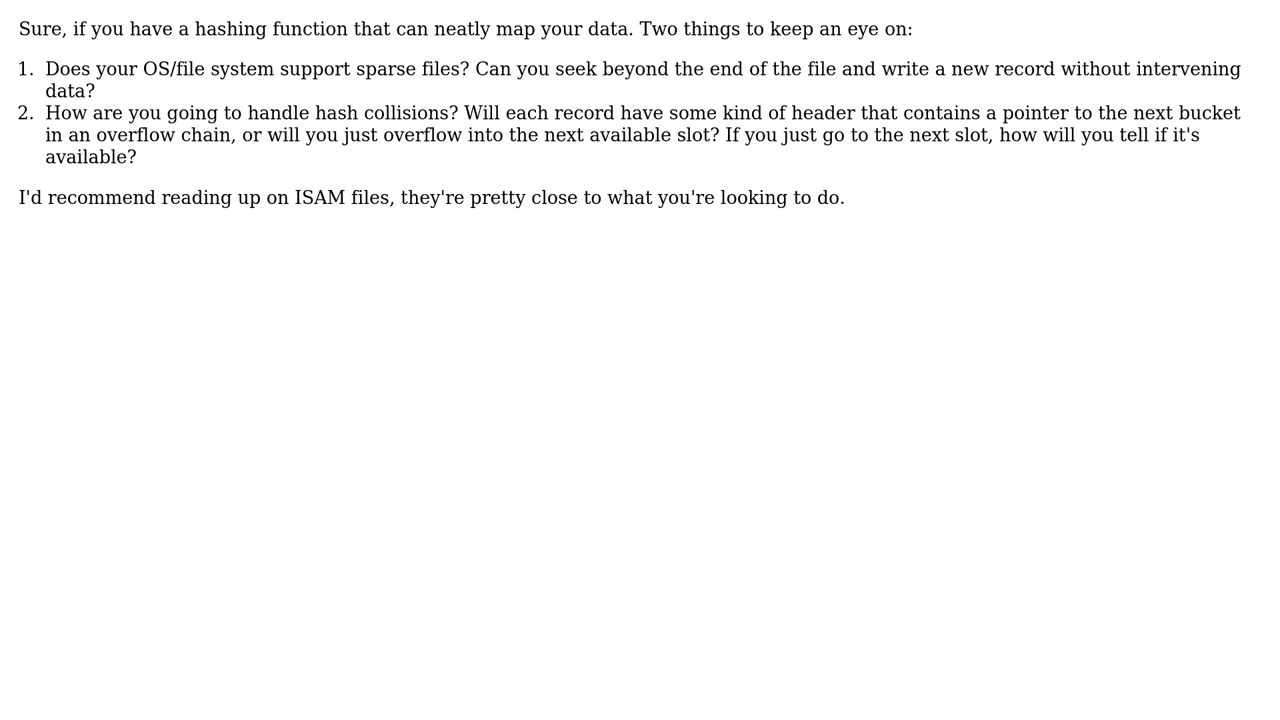 Sure, if you have a hashing function that can neatly map your data. Two things to keep an eye on:
1. Does your OS/file system support sparse files? Can you seek beyond the end of the file and write a new record without intervening
data?
2. How are you going to handle hash collisions? Will each record have some kind of header that contains a pointer to the next bucket
in an overflow chain, or will you just overflow into the next available slot? If you just go to the next slot, how will you tell if it's
available?
I'd recommend reading up on ISAM files, they're pretty close to what you're looking to do.